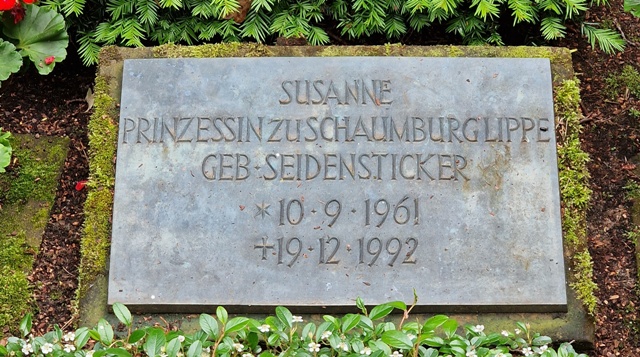 SUSANNE
PRINZESSIN ZU SCHAUMBURG LIPPE
GEB·SEIDENSTICKER
*10·9·1961
+19·12·1992